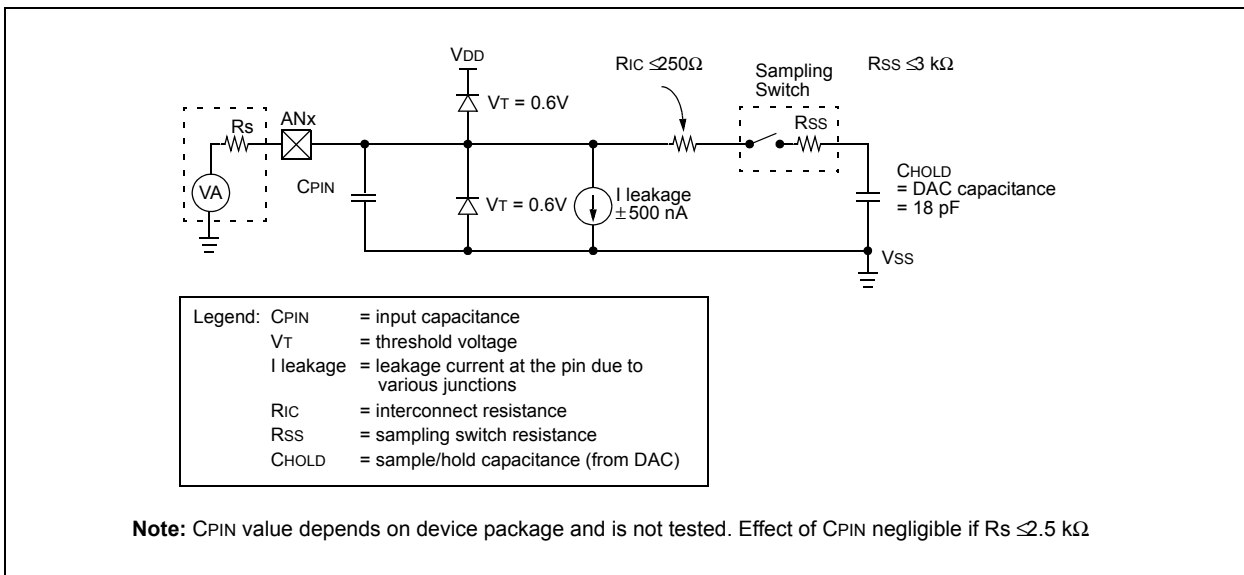 VDD
RIC ≤250Ω
Sampling
Switch
RSS ≤3 kΩ
VT = 0.6V
Rs
ANx
RSS
VA
CPIN
VT = 0.6V
I leakage
±500 nA
CHOLD
= DAC capacitance
= 18 pF
VSS
Legend: CPIN = input capacitance
VT = threshold voltage
I leakage = leakage current at the pin due to
various junctions
RIC = interconnect resistance
RSS = sampling switch resistance
CHOLD = sample/hold capacitance (from DAC)
Note: CPIN value depends on device package and is not tested. Effect of CPIN negligible if Rs ≤2.5 kΩ